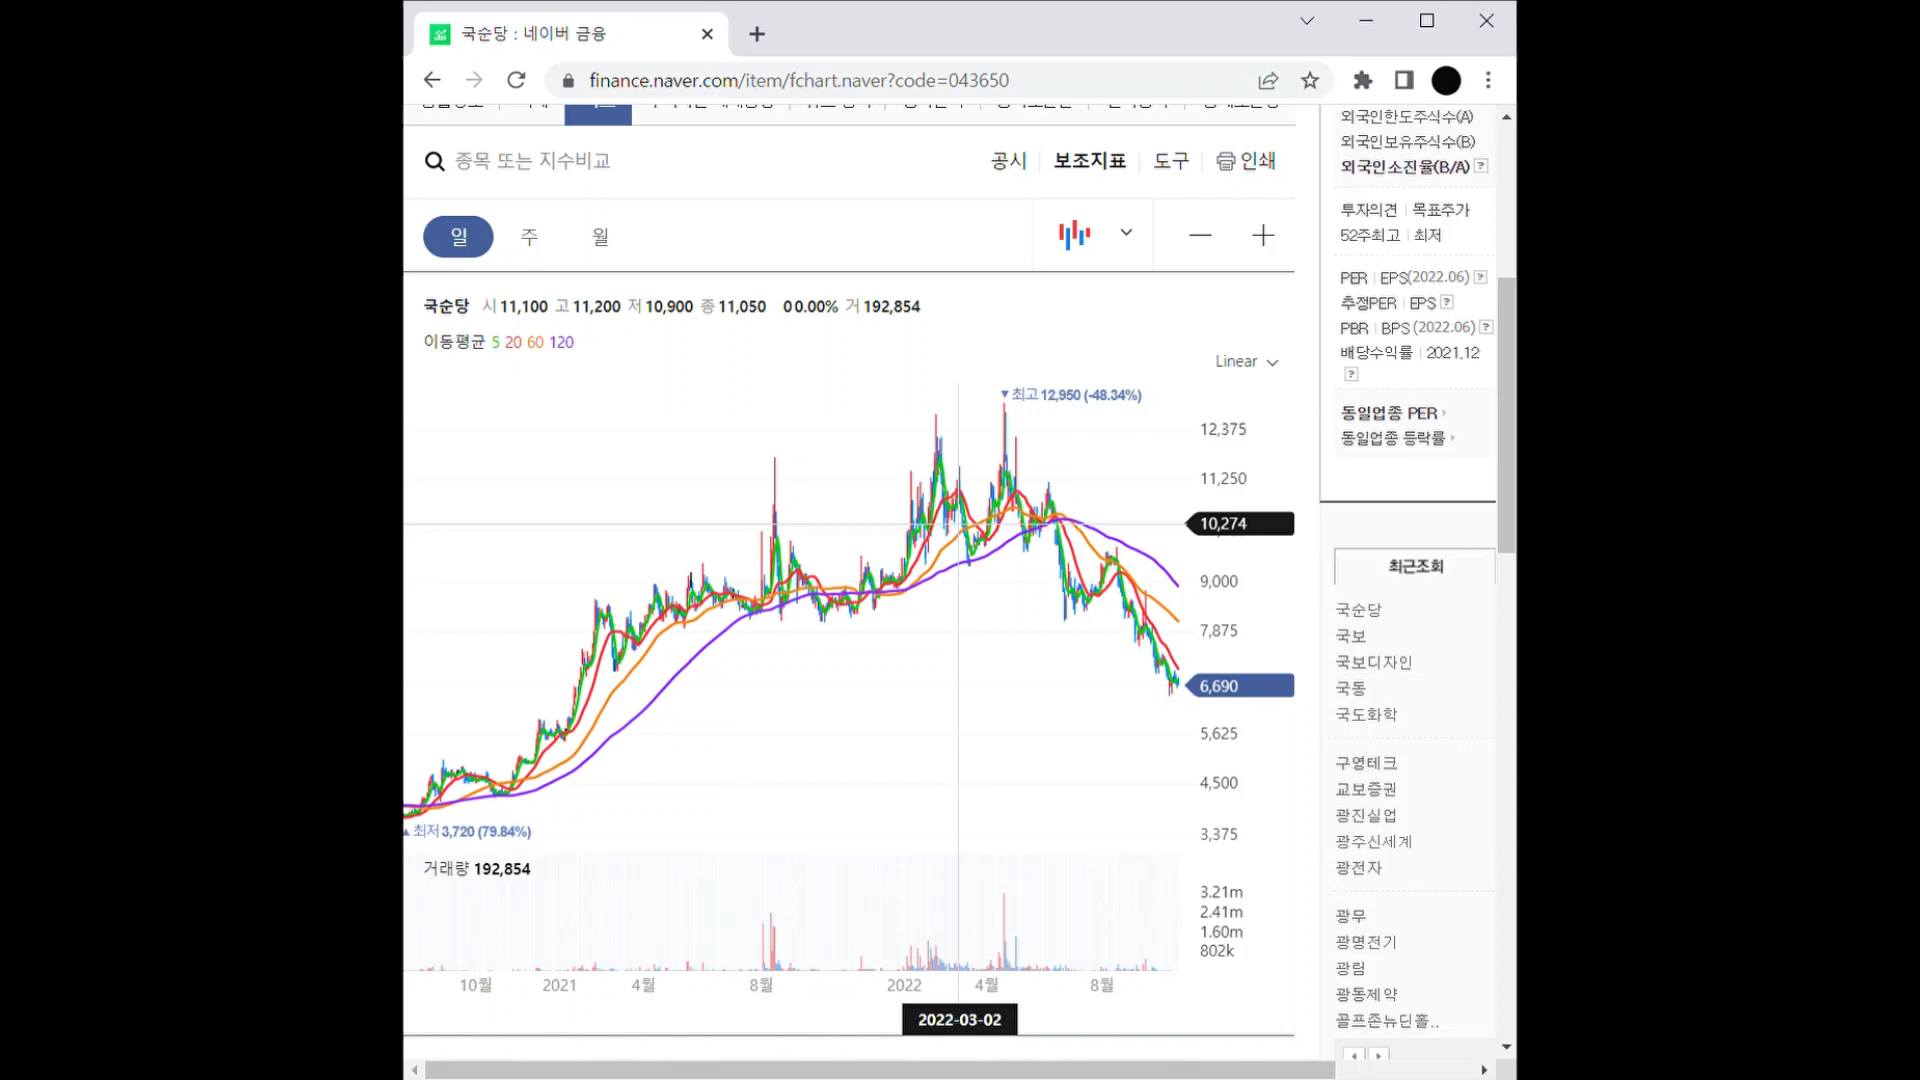 국순당 : 네이버 금융
finance.naver.com/item/fchart.naver?code=043650
종목 또는 지수비교
공시 보조지표 도구 인쇄
일 주 월
국순당 시 11,100 고 11,200 저 10,900 종 11,050 0 0.00% 거 192,854
이동평균 5 20 60 120
Linear
최고 12,950 (-48.34%)
12,375
11,250
10,274
9,000
7,875
6,690
5,625
4,500
3,375
최저 3,720 (79.84%)
거래량 192,854
3.21m
2.41m
1.60m
802k
10월 2021 4월 8월 2022 4월 8월
2022-03-02
외국인한도주식수(A)
외국인보유주식수(B)
외국인소진율(B/A) ?
투자의견 | 목표주가
52주최고 | 최저
PER | EPS(2022.06) ?
추정PER | EPS ?
PBR | BPS (2022.06) ?
배당수익률 | 2021.12
?
동일업종 PER
동일업종 등락률
최근조회
국순당
국보
국보디자인
국동
국도화학
구영테크
교보증권
광진실업
광주신세계
광전자
광무
광명전기
광림
광동제약
골프존뉴딘홀..